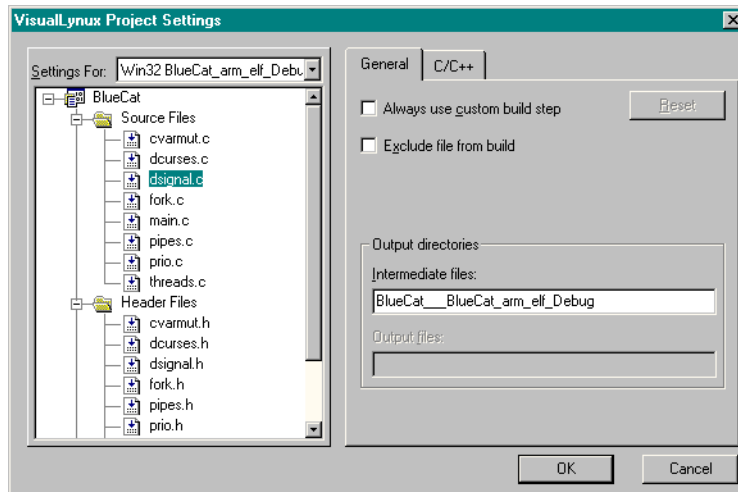 VisualLynux Project Settings
Settings For: Win32 BlueCat_arm_elf_Debu
BlueCat
Source Files
cvarmut.c
dcurses.c
dsignal.c
fork.c
main.c
pipes.c
prio.c
threads.c
Header Files
cvarmut.h
dcurses.h
dsignal.h
fork.h
pipes.h
prio.h
General C/C++
Always use custom build step
Reset
Exclude file from build
Output directories
Intermediate files:
BlueCat___BlueCat_arm_elf_Debug
Output files:
OK Cancel